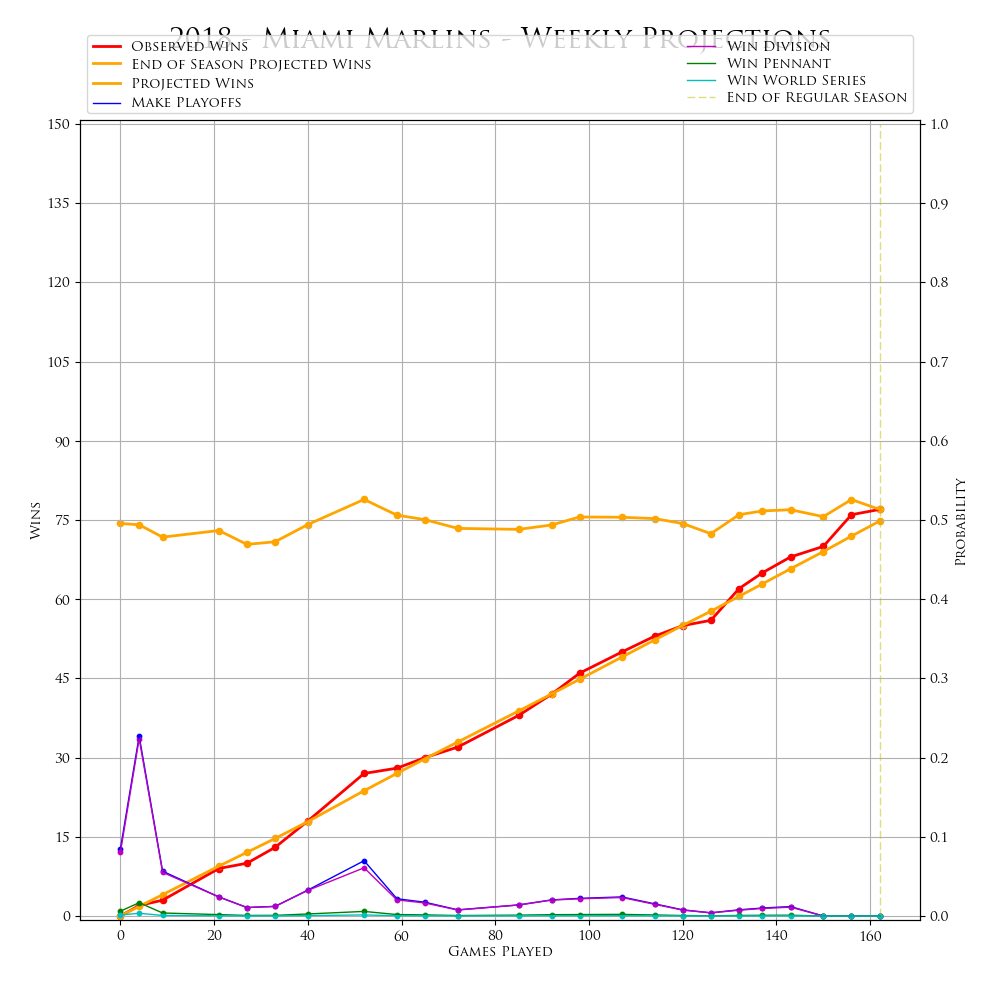 2018 - Miami Marlins - Weekly Projections
Observed Wins
End of Season Projected Wins
Projected Wins
Make Playoffs
Win Division
Win Pennant
Win World Series
End of Regular Season
150
135
120
105
90
75
60
45
30
15
0
Wins
1.0
0.9
0.8
0.7
0.6
0.5
0.4
0.3
0.2
0.1
0.0
Probability
0 20 40 60 80 100 120 140 160
Games Played